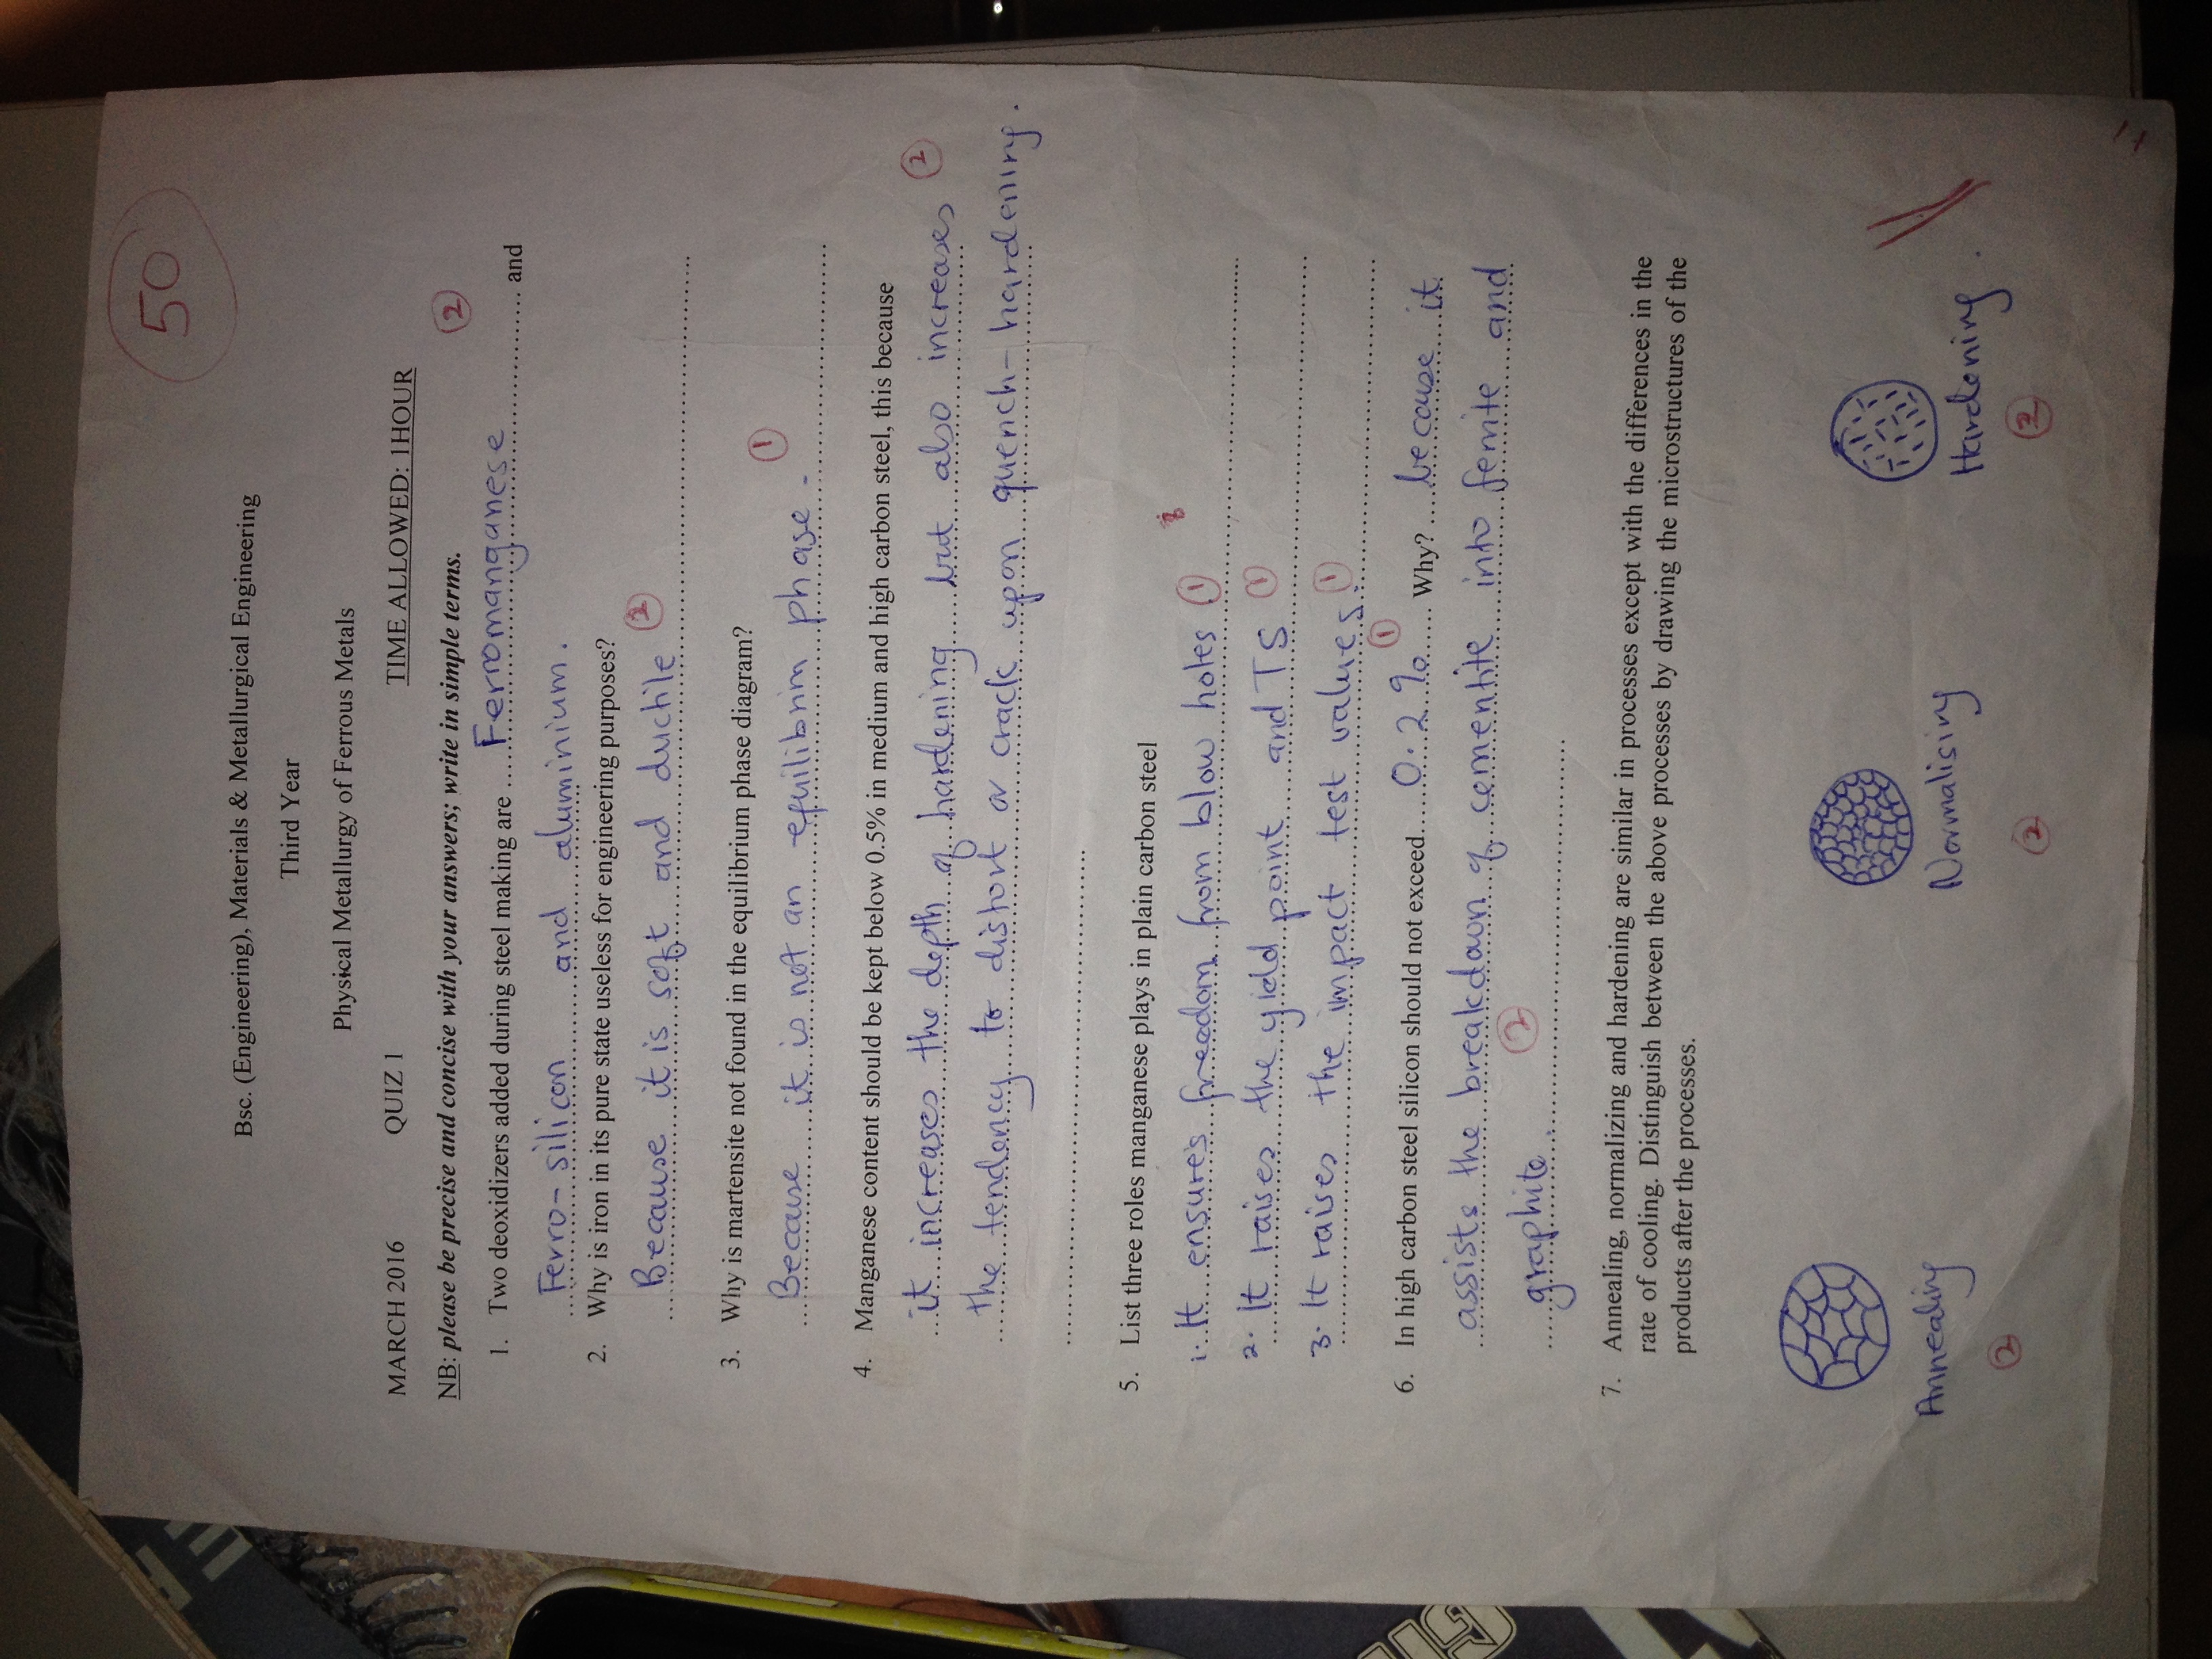 50
Bsc. (Engineering), Materials & Metallurgical Engineering
Third Year
Physical Metallurgy of Ferrous Metals
MARCH 2016 QUIZ 1 TIME ALLOWED: 1HOUR
NB: please be precise and concise with your answers; write in simple terms.
2
1. Two deoxidizers added during steel making are ..... Ferromanganese ..... and
Ferro-silicon and aluminium.
2. Why is iron in its pure state useless for engineering purposes?
Because it is soft and ductile 2
3. Why is martensite not found in the equilibrium phase diagram?
Because it is not an equilibrim phase. 1
4. Manganese content should be kept below 0.5% in medium and high carbon steel, this because
it increases the depth of hardening but also increases 2
the tendency to distort or crack upon quench-hardening.
5. List three roles manganese plays in plain carbon steel
1. It ensures freedom from blow holes 1
2. It raises the yield point and TS 1
3. It raises the impact test values. 1
6. In high carbon steel silicon should not exceed..... 0.2% ..... 1 Why? .... because it
assists the breakdown of cementite into ferrite and
graphite. 2
7. Annealing, normalizing and hardening are similar in processes except with the differences in the
rate of cooling. Distinguish between the above processes by drawing the microstructures of the
products after the processes.
Annealing Normalising Hardening.
2 2 2